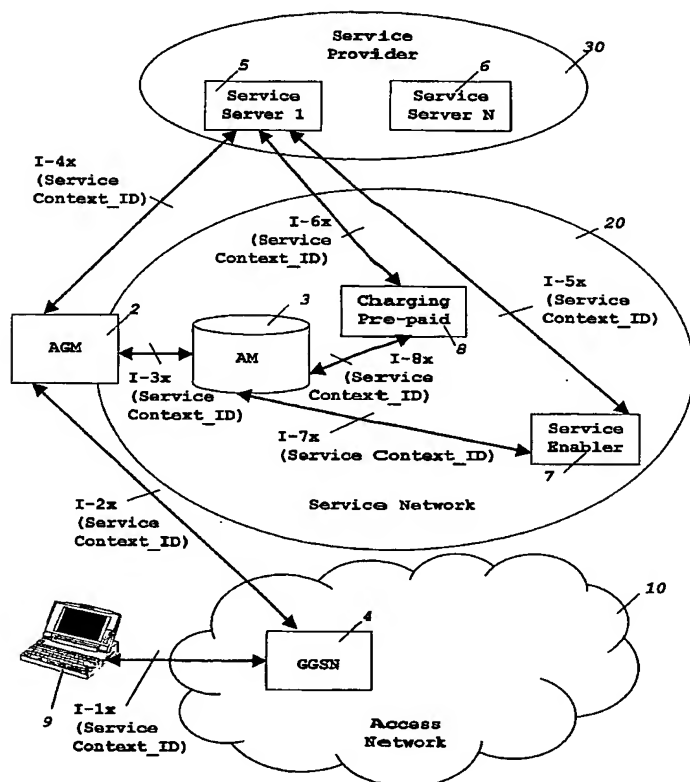 Service
Provider
30
5
6
Service
Server 1
Service
Server N
I-4x
(Service
Context_ID)
I-6x
(Service
Context_ID)
20
I-5x
(Service
Context_ID)
2
AGM
3
AM
Charging
Pre-paid
8
I-3x
(Service
Context_ID)
I-8x
(Service
Context_ID)
I-7x
(Service Context_ID)
Service
Enabler
7
Service Network
I-2x
(Service
Context_ID)
10
4
GGSN
9
I-1x
(Service
Context_ID)
Access
Network